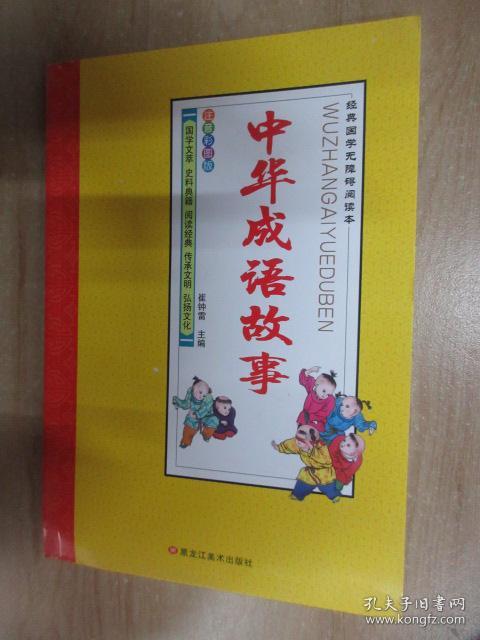 经典国学无障碍阅读本
WUZHANGAIYUEDUBEN
中华成语故事
注音彩图版
国学文萃 史料典籍 阅读经典 传承文明 弘扬文化
崔钟雷 主编
黑龙江美术出版社
孔夫子旧书网
kongfz.com